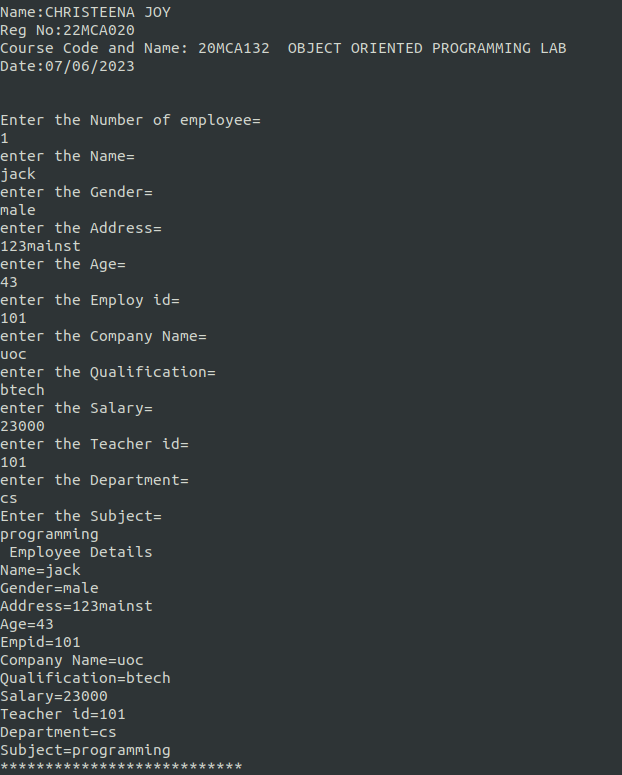 Name:CHRISTEENA JOY
Reg No:22MCA020
Course Code and Name: 20MCA132  OBJECT ORIENTED PROGRAMMING LAB
Date:07/06/2023
Enter the Number of employee=
1
enter the Name=
jack
enter the Gender=
male
enter the Address=
123mainst
enter the Age=
43
enter the Employ id=
101
enter the Company Name=
uoc
enter the Qualification=
btech
enter the Salary=
23000
enter the Teacher id=
101
enter the Department=
cs
Enter the Subject=
programming
 Employee Details
Name=jack
Gender=male
Address=123mainst
Age=43
Empid=101
Company Name=uoc
Qualification=btech
Salary=23000
Teacher id=101
Department=cs
Subject=programming
***************************